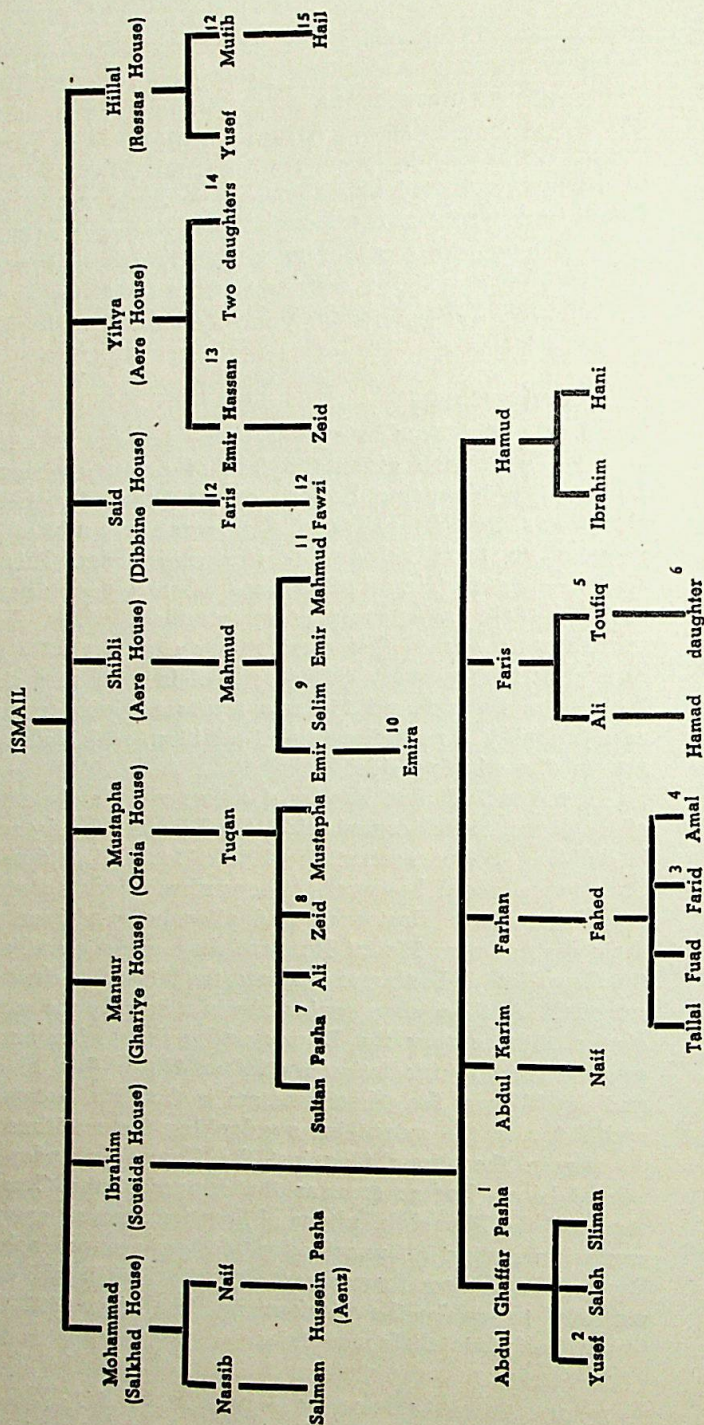 ISMAIL
Mohammad Ibrahim Mansur Mustapha Shibli Said Yihya Hillal
(Salkhad House) (Soueida House) (Ghariye House) (Qreia House) (Aere House) (Dibbine House) (Aere House) (Ressas House)
Nassib Naif Tuqan Mahmud Faris 12 Emir Hassan 13 Two daughters 14 Yusef Mutib 12
Salman Hussein Pasha Sultan Pasha 7 Ali Zeid 8 Mustapha Emir Selim 9 Emir Mahmud 11 Fawzi 12 Zeid Hail 15
(Aenz)
Emira 10
Abdul Ghaffar Pasha 1 Abdul Karim Farhan Faris Hamud
Yusef 2 Saleh Sliman Naif Fahed Ali Toufiq 5 Ibrahim Hani
Tallal Fuad Farid 3 Amal 4 Hamad daughter 6